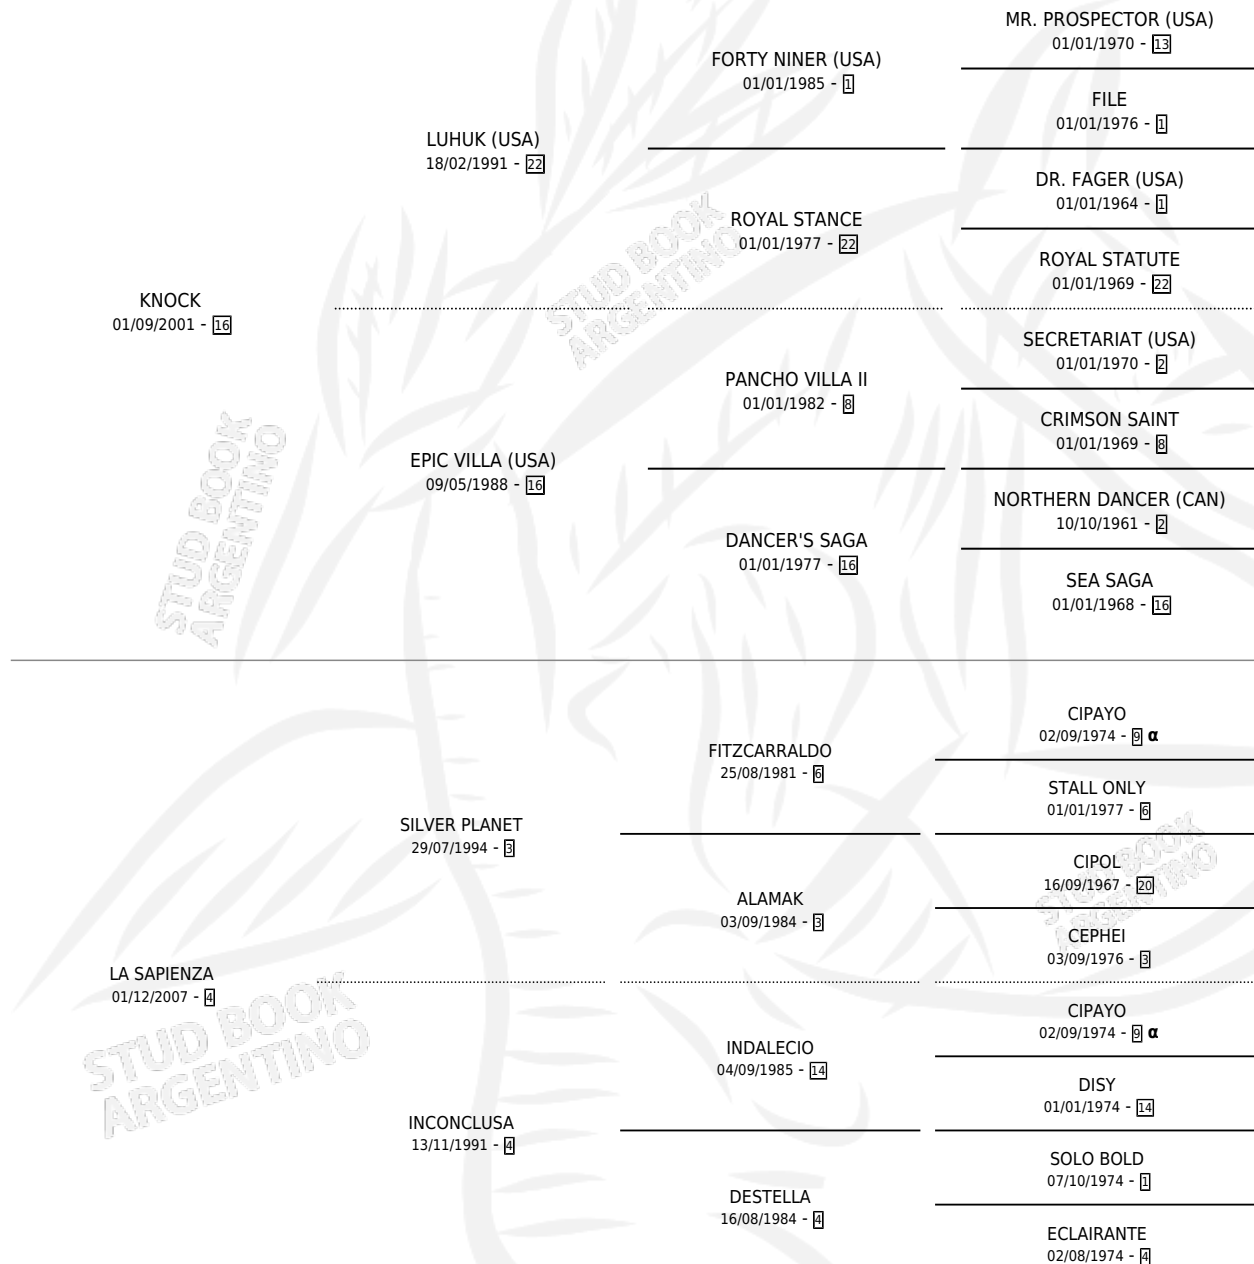 MR. PROSPECTOR (USA)
01/01/1970 - 13
FORTY NINER (USA)
01/01/1985 - 1
FILE
01/01/1976 - 1
LUHUK (USA)
18/02/1991 - 22
DR. FAGER (USA)
01/01/1964 - 1
ROYAL STANCE
01/01/1977 - 22
ROYAL STATUTE
01/01/1969 - 22
KNOCK
01/09/2001 - 16
STUD BOOK
ARGENTINO
SECRETARIAT (USA)
01/01/1970 - 2
PANCHO VILLA II
01/01/1982 - 8
CRIMSON SAINT
01/01/1969 - 8
EPIC VILLA (USA)
09/05/1988 - 16
NORTHERN DANCER (CAN)
10/10/1961 - 2
DANCER'S SAGA
01/01/1977 - 16
SEA SAGA
01/01/1968 - 16
STUD BOOK
ARGENTINO
CIPAYO
02/09/1974 - 9 α
FITZCARRALDO
25/08/1981 - 6
STALL ONLY
01/01/1977 - 6
SILVER PLANET
29/07/1994 - 3
CIPOL
16/09/1967 - 20
ALAMAK
03/09/1984 - 3
CEPHEI
03/09/1976 - 3
STUD BOOK
ARGENTINO
LA SAPIENZA
01/12/2007 - 4
STUD BOOK
ARGENTINO
CIPAYO
02/09/1974 - 9 α
INDALECIO
04/09/1985 - 14
DISY
01/01/1974 - 14
INCONCLUSA
13/11/1991 - 4
SOLO BOLD
07/10/1974 - 1
DESTELLA
16/08/1984 - 4
ECLAIRANTE
02/08/1974 - 4